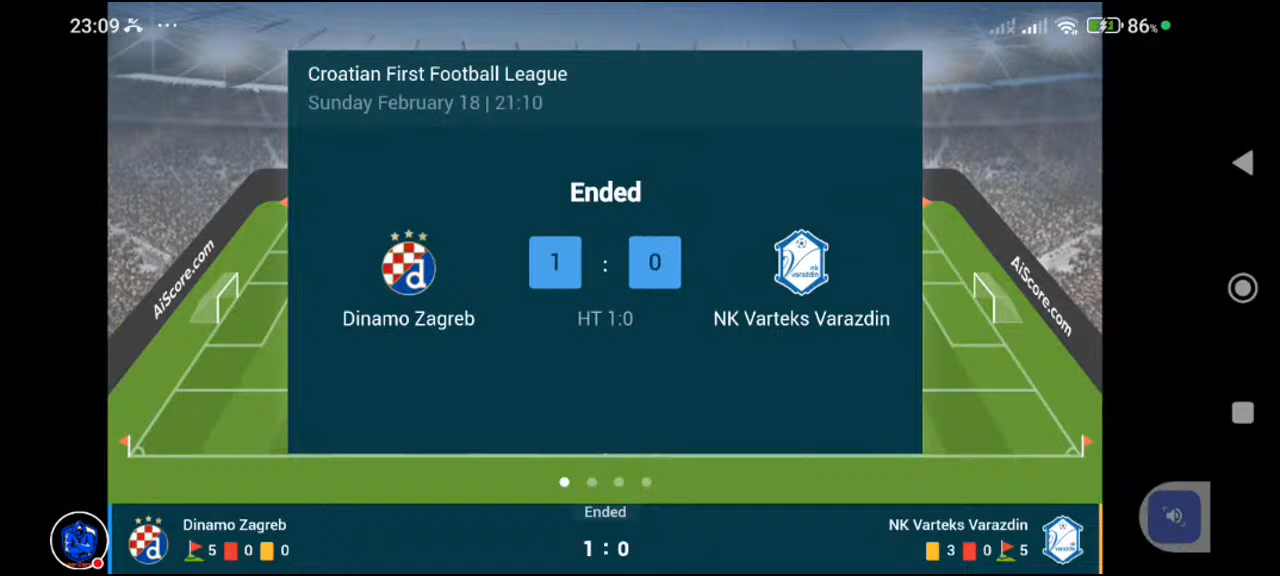 23:09 ... 86%
Croatian First Football League
Sunday February 18 | 21:10
Ended
1 : 0
Dinamo Zagreb HT 1:0 NK Varteks Varazdin
AiScore.com
AiScore.com
Ended
Dinamo Zagreb NK Varteks Varazdin
5 0 0 1 : 0 3 0 5